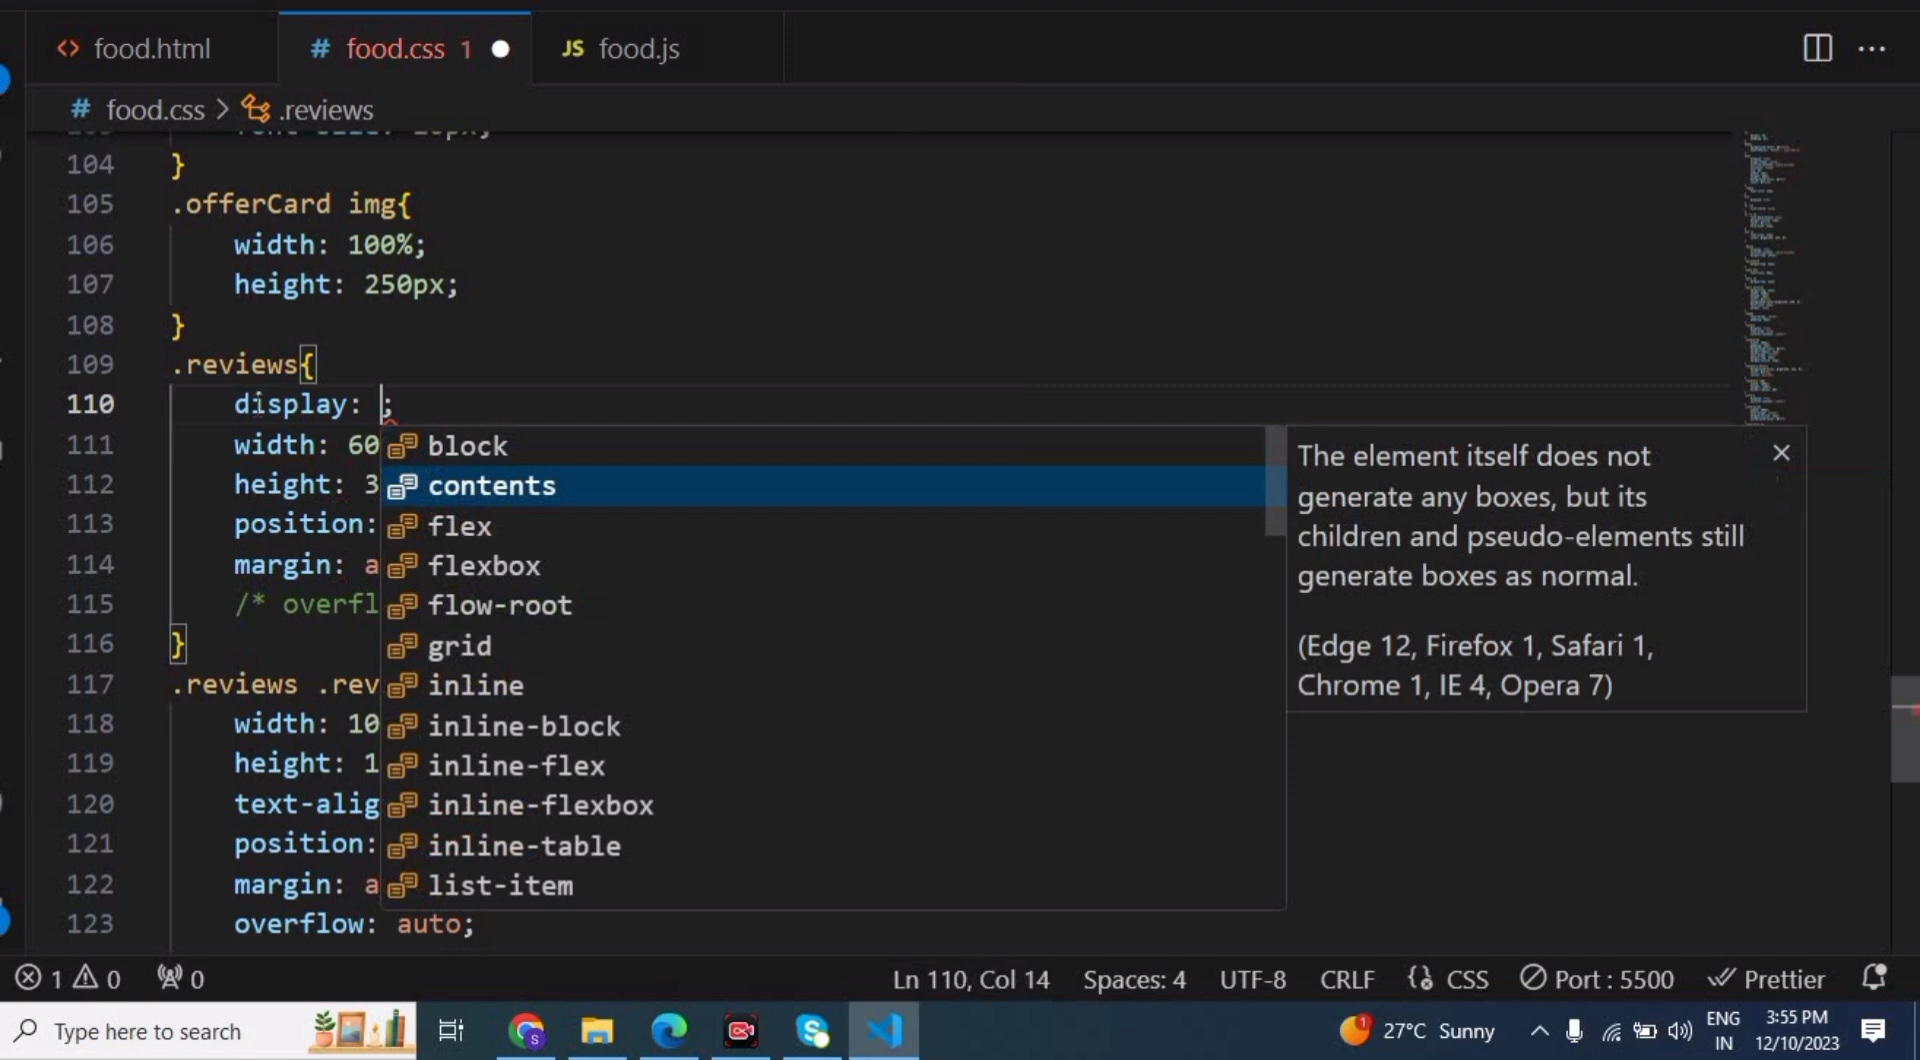 <> food.html # food.css 1 JS food.js
# food.css > .reviews
104 }
105 .offerCard img{
106 width: 100%;
107 height: 250px;
108 }
109 .reviews{
110 display: ;
111 width: 60
112 height: 3
113 position:
114 margin: a
115 /* overfl
116 }
117 .reviews .rev
118 width: 10
119 height: 1
120 text-alig
121 position:
122 margin: a
123 overflow: auto;
block
contents
flex
flexbox
flow-root
grid
inline
inline-block
inline-flex
inline-flexbox
inline-table
list-item
The element itself does not
generate any boxes, but its
children and pseudo-elements still
generate boxes as normal.
(Edge 12, Firefox 1, Safari 1,
Chrome 1, IE 4, Opera 7)
1 0 0 Ln 110, Col 14 Spaces: 4 UTF-8 CRLF CSS Port : 5500 Prettier
Type here to search 27°C Sunny ENG IN 3:55 PM 12/10/2023